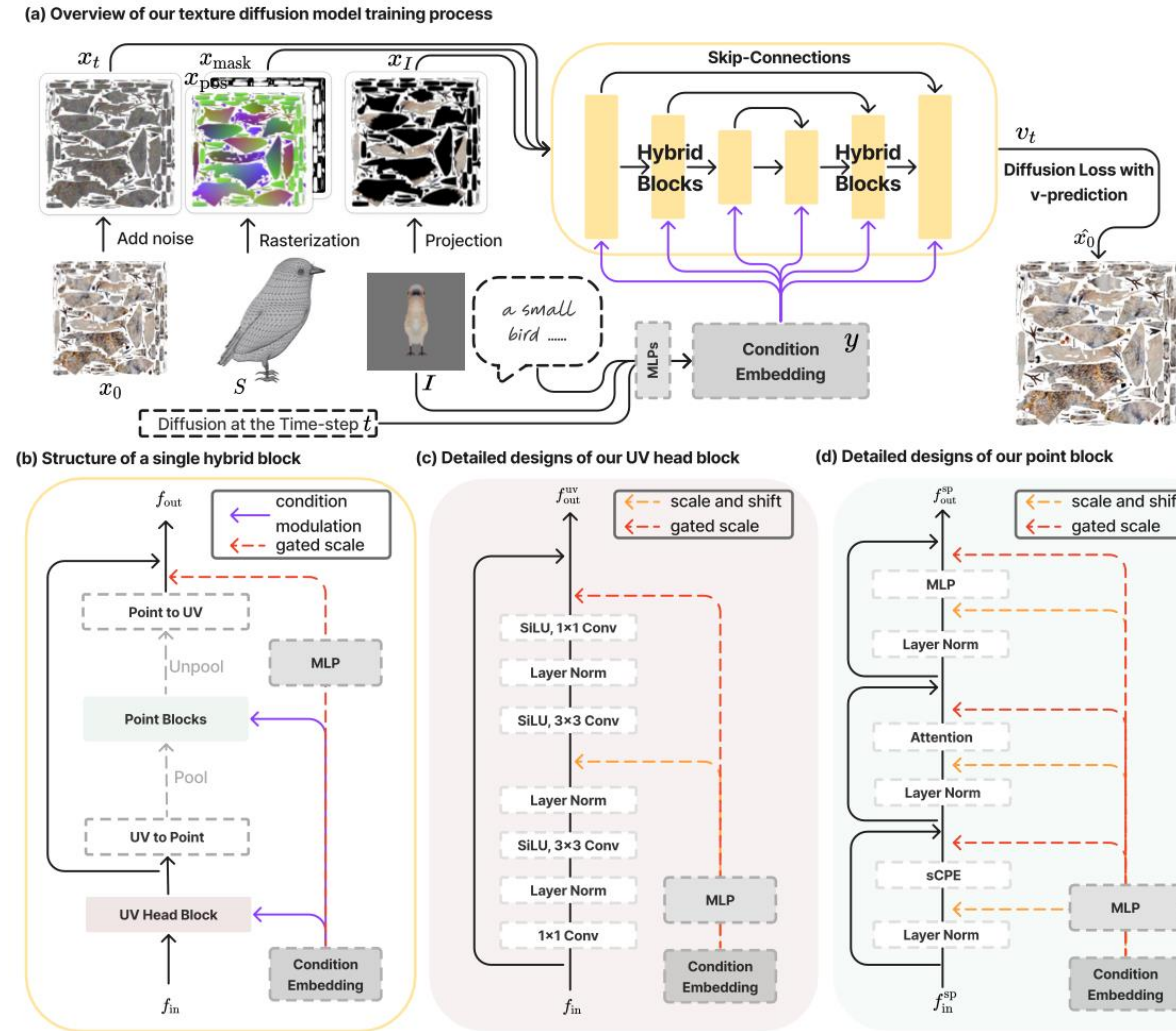 (a) Overview of our texture diffusion model training process
x_t
x_mask
x_pos
x_I
Skip-Connections
Hybrid
Blocks
Hybrid
Blocks
v_t
Diffusion Loss with
v-prediction
x̂_0
Add noise
Rasterization
Projection
a small
bird ......
x_0
S
I
MLPs
Condition
Embedding
y
Diffusion at the Time-step t
(b) Structure of a single hybrid block
f_out
condition
modulation
gated scale
Point to UV
Unpool
MLP
Point Blocks
Pool
UV to Point
UV Head Block
Condition
Embedding
f_in
(c) Detailed designs of our UV head block
f_out^uv
scale and shift
gated scale
SiLU, 1×1 Conv
Layer Norm
SiLU, 3×3 Conv
Layer Norm
SiLU, 3×3 Conv
Layer Norm
1×1 Conv
MLP
Condition
Embedding
f_in
(d) Detailed designs of our point block
f_out^sp
scale and shift
gated scale
MLP
Layer Norm
Attention
Layer Norm
sCPE
Layer Norm
MLP
Condition
Embedding
f_in^sp